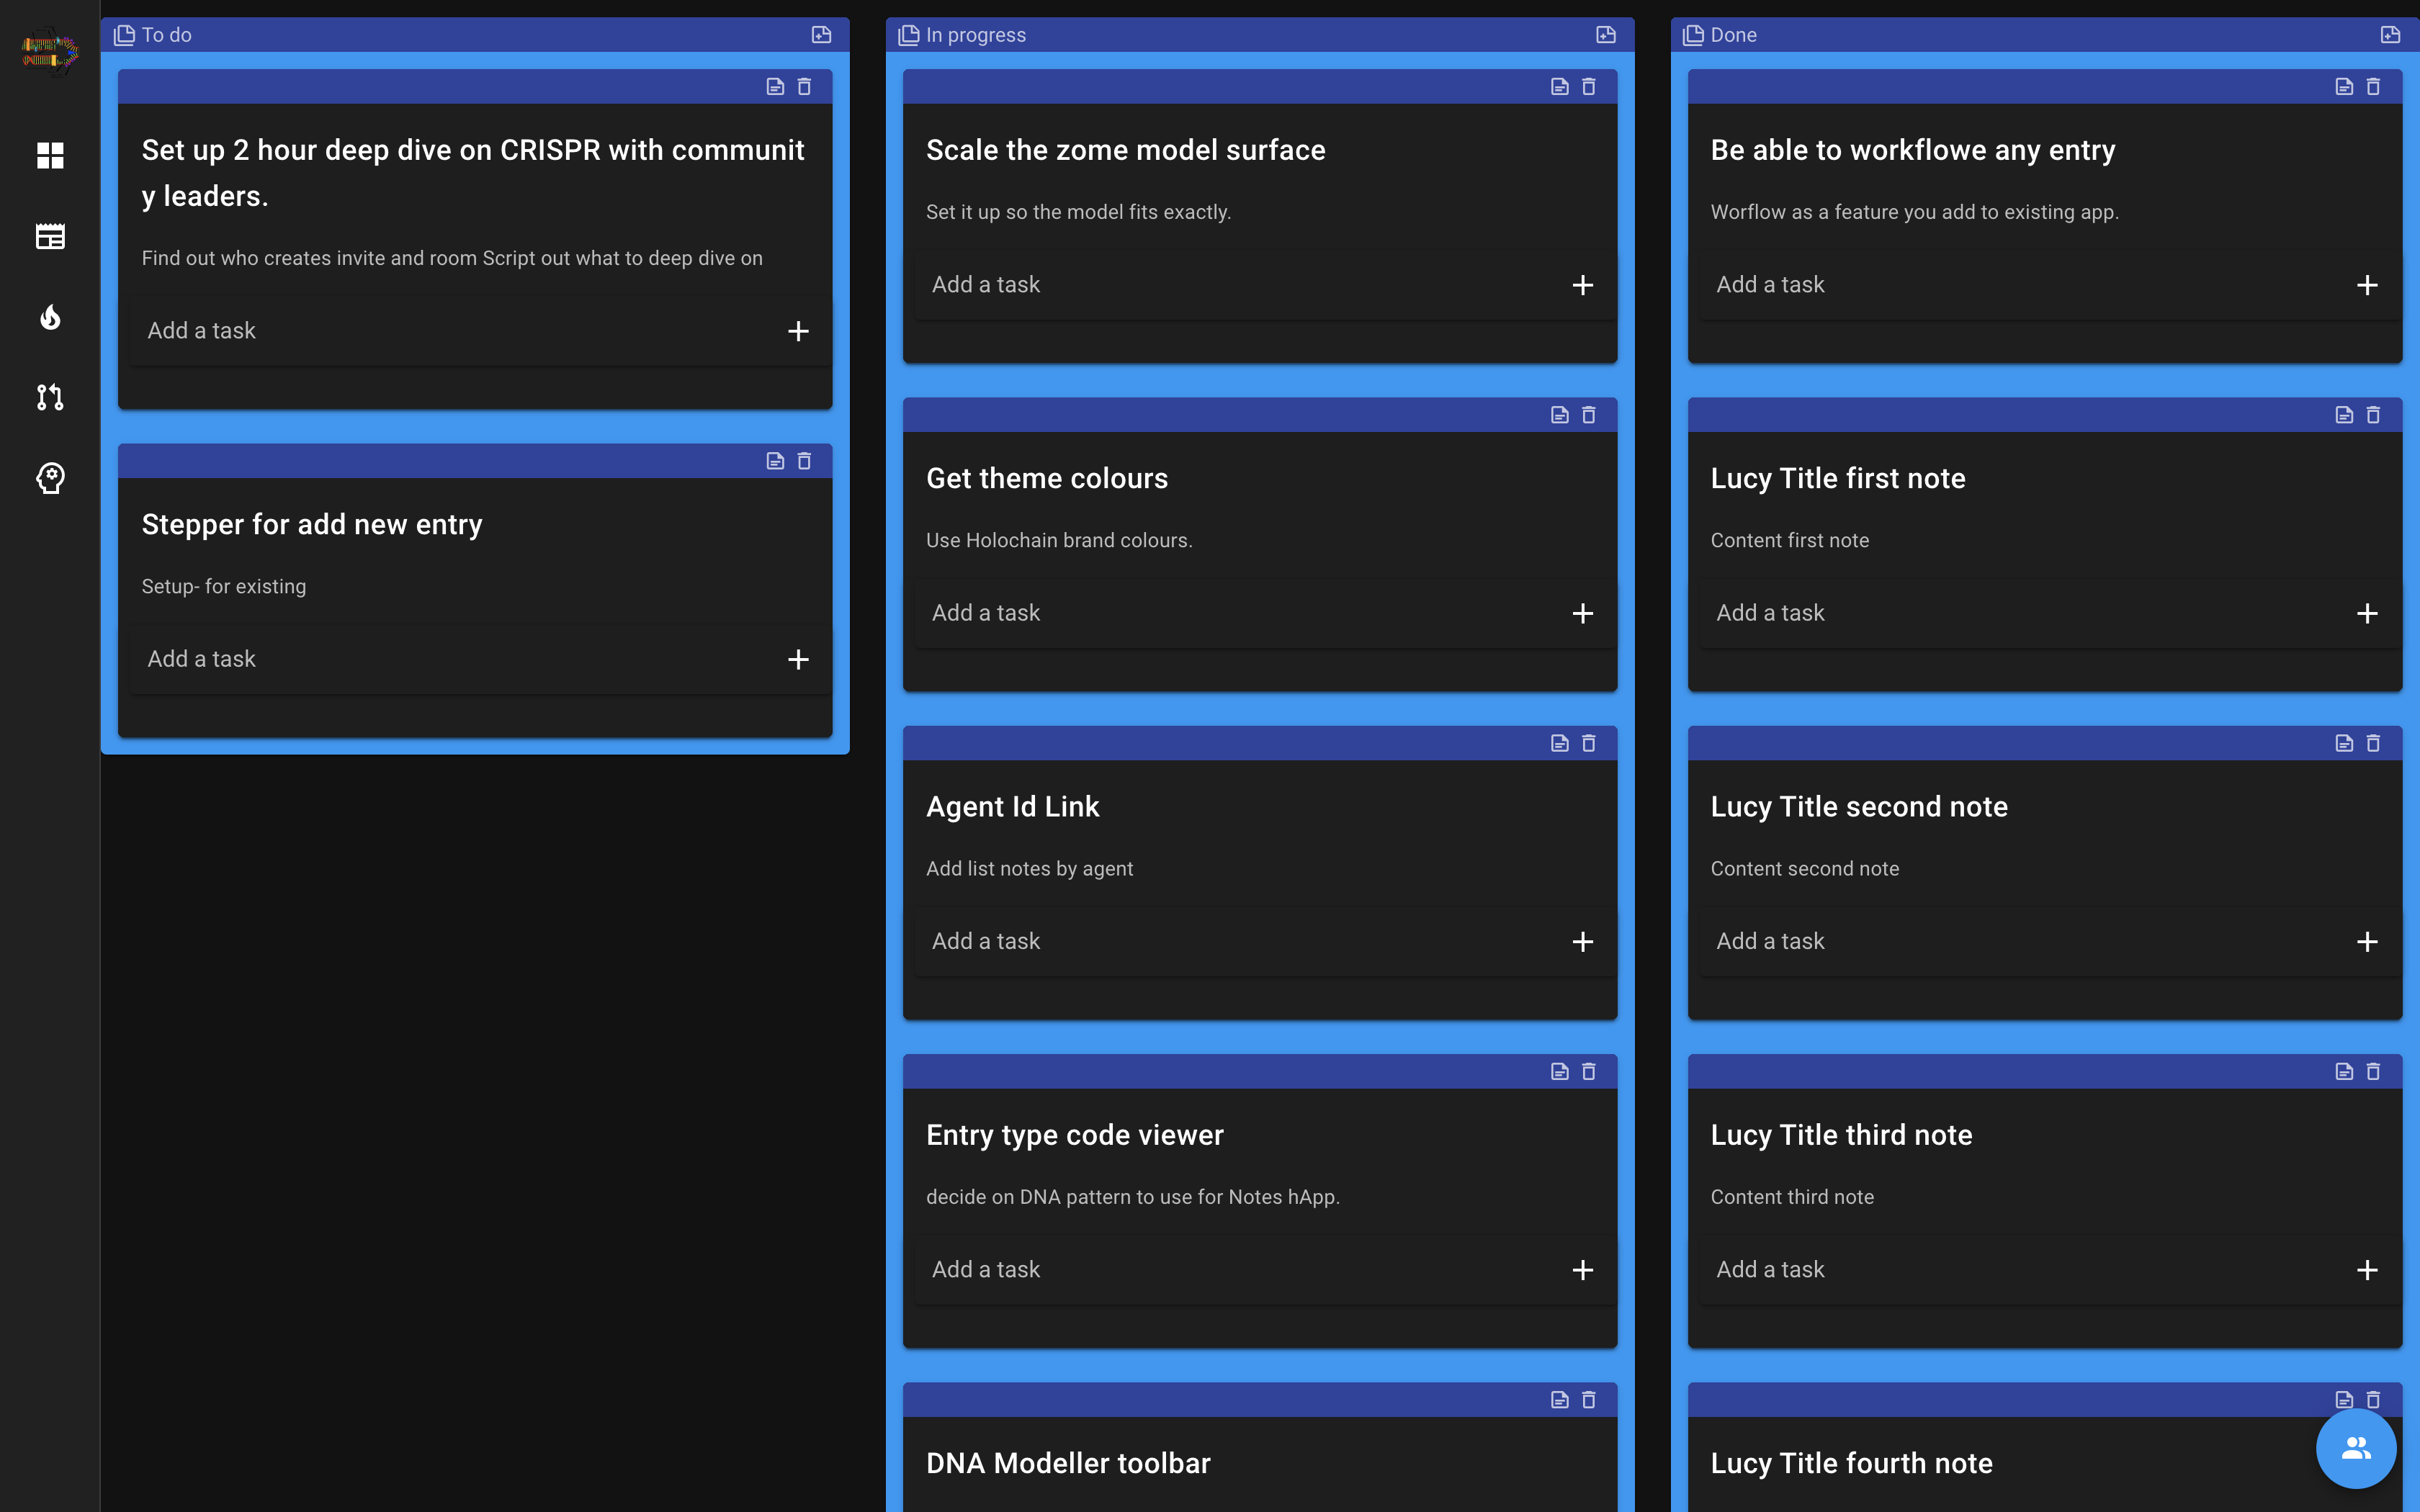 To do
Set up 2 hour deep dive on CRISPR with communit
y leaders.
Find out who creates invite and room Script out what to deep dive on
Add a task
Stepper for add new entry
Setup- for existing
Add a task
In progress
Scale the zome model surface
Set it up so the model fits exactly.
Add a task
Get theme colours
Use Holochain brand colours.
Add a task
Agent Id Link
Add list notes by agent
Add a task
Entry type code viewer
decide on DNA pattern to use for Notes hApp.
Add a task
DNA Modeller toolbar
Done
Be able to workflowe any entry
Worflow as a feature you add to existing app.
Add a task
Lucy Title first note
Content first note
Add a task
Lucy Title second note
Content second note
Add a task
Lucy Title third note
Content third note
Add a task
Lucy Title fourth note